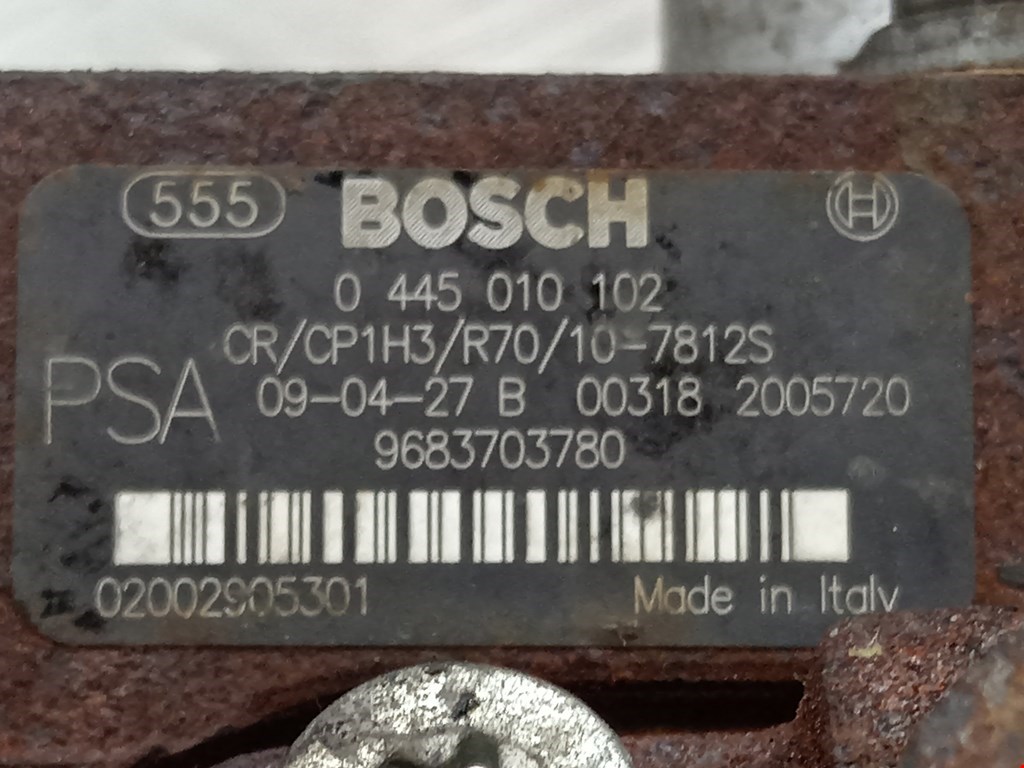 555 BOSCH
0 445 010 102
CR/CP1H3/R70/10-7812S
PSA 09-04-27 B 00318 2005720
9683703780
02002905301 Made in Italy